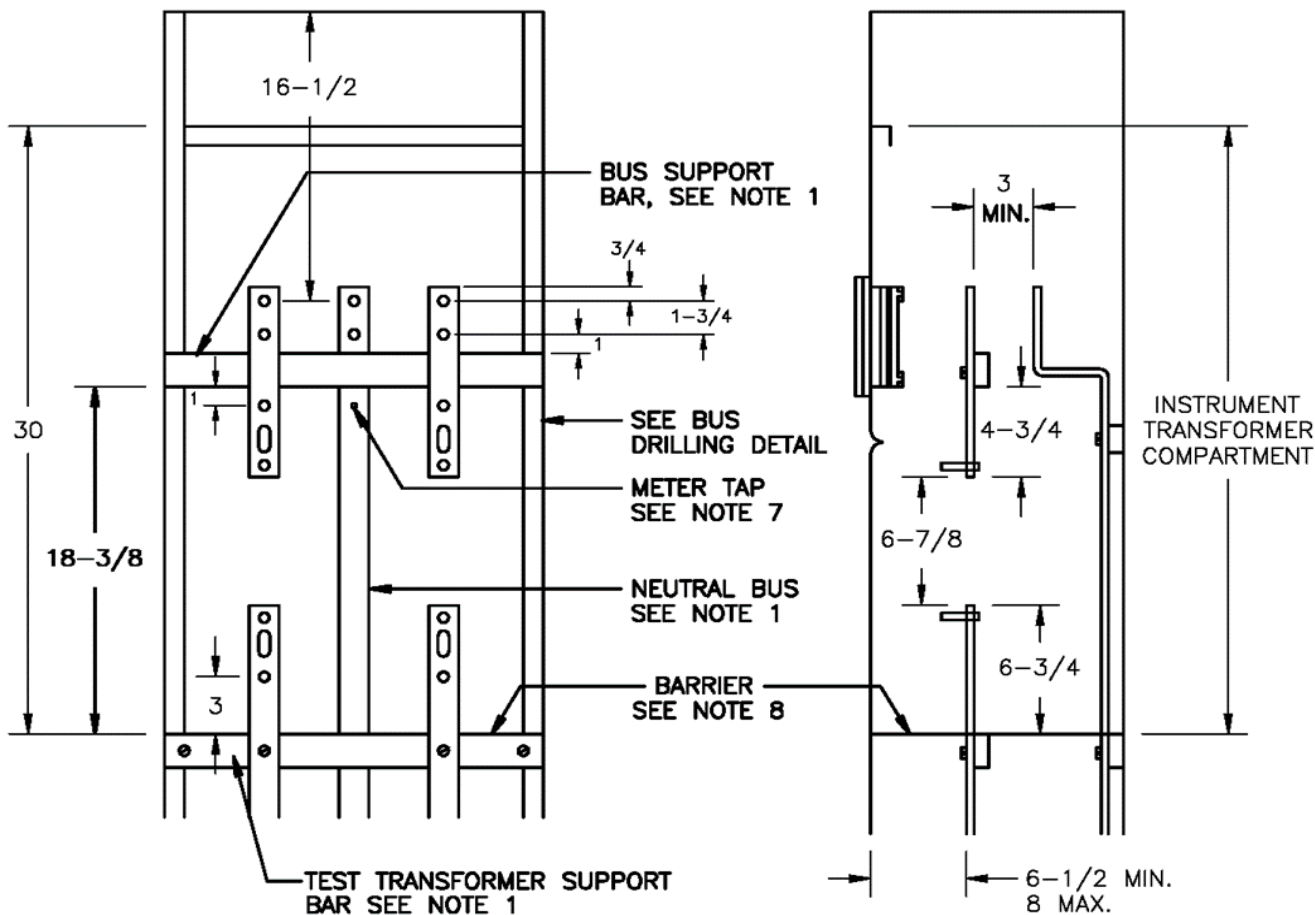 16-1/2
BUS SUPPORT
BAR, SEE NOTE 1
3
MIN.
3/4
1-3/4
1
1
30
18-3/8
SEE BUS
DRILLING DETAIL
METER TAP
SEE NOTE 7
4-3/4
INSTRUMENT
TRANSFORMER
COMPARTMENT
6-7/8
NEUTRAL BUS
SEE NOTE 1
3
BARRIER
SEE NOTE 8
6-3/4
TEST TRANSFORMER SUPPORT
BAR SEE NOTE 1
6-1/2 MIN.
8 MAX.